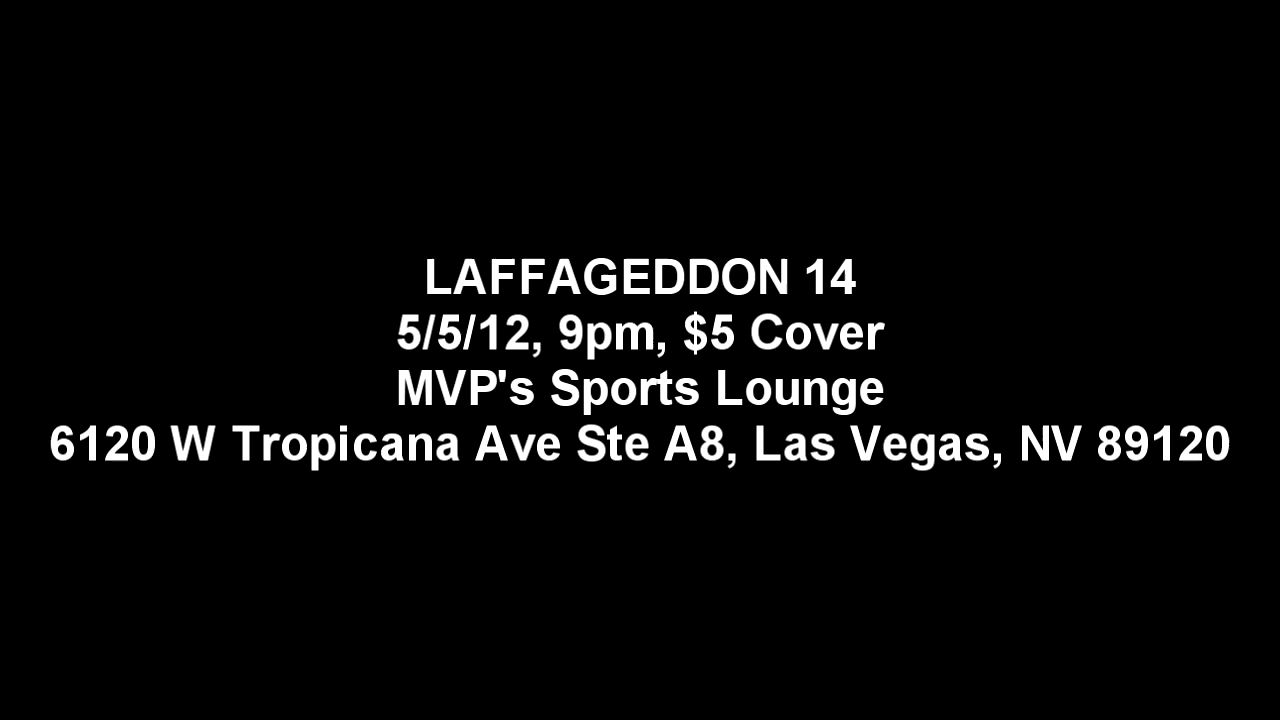 LAFFAGEDDON 14
5/5/12, 9pm, $5 Cover
MVP's Sports Lounge
6120 W Tropicana Ave Ste A8, Las Vegas, NV 89120